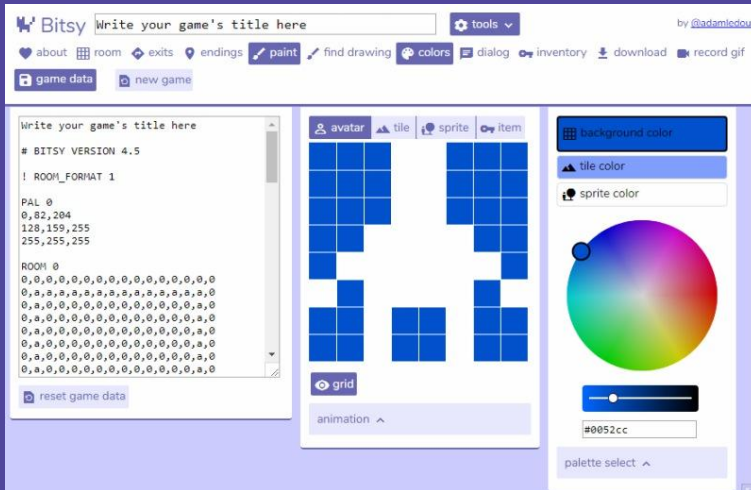 Bitsy
Write your game's title here
tools
by @adamledou
about room exits endings paint find drawing colors dialog inventory download record gif
game data new game
Write your game's title here
# BITSY VERSION 4.5
! ROOM_FORMAT 1
PAL 0
0,82,204
128,159,255
255,255,255
ROOM 0
0,0,0,0,0,0,0,0,0,0,0,0,0,0,0,0
0,a,a,a,a,a,a,a,a,a,a,a,a,a,a,0
0,a,0,0,0,0,0,0,0,0,0,0,0,0,a,0
0,a,0,0,0,0,0,0,0,0,0,0,0,0,a,0
0,a,0,0,0,0,0,0,0,0,0,0,0,0,a,0
0,a,0,0,0,0,0,0,0,0,0,0,0,0,a,0
0,a,0,0,0,0,0,0,0,0,0,0,0,0,a,0
0,a,0,0,0,0,0,0,0,0,0,0,0,0,a,0
reset game data
avatar tile sprite item
grid
animation
background color
tile color
sprite color
#0052cc
palette select